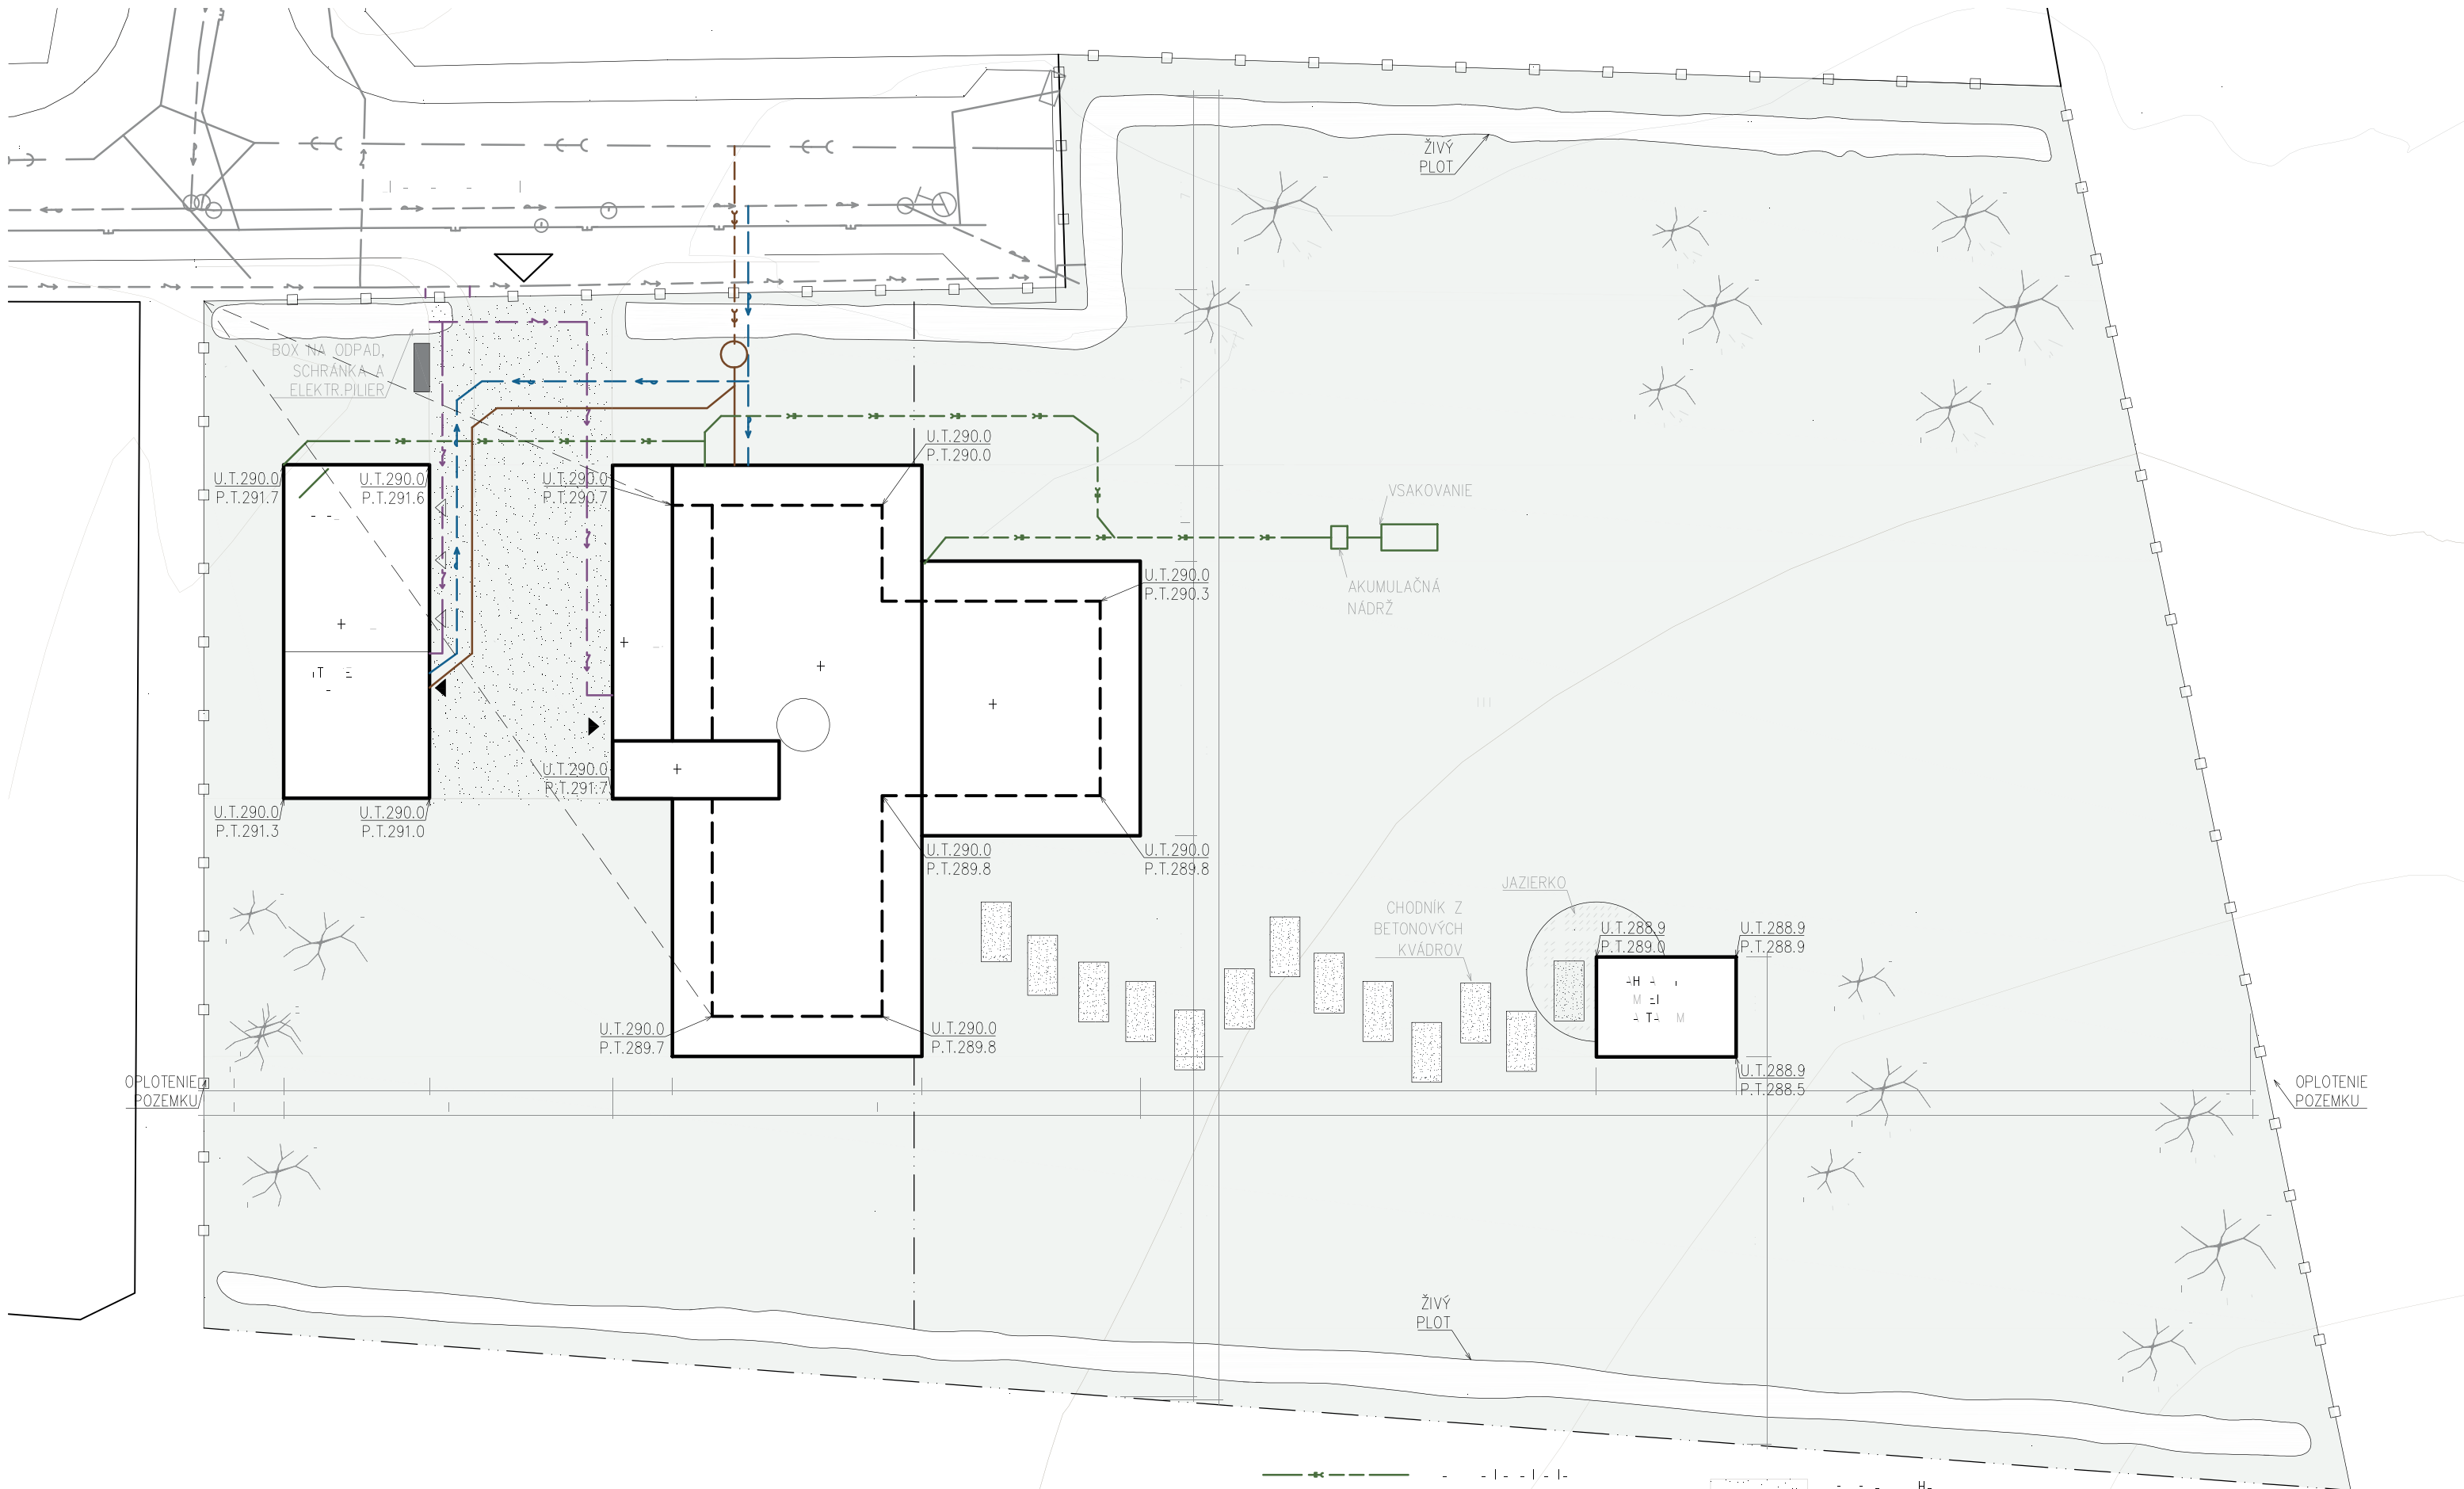 ŽIVÝ
PLOT
BOX NA ODPAD,
SCHRÁNKA A
ELEKTR.PILIER
U.T.290.0
P.T.290.0
U.T.290.0
P.T.291.7
U.T.290.0
P.T.291.6
U.T.290.0
P.T.290.7
VSAKOVANIE
U.T.290.0
P.T.290.3
AKUMULAČNÁ
NÁDRŽ
U.T.290.0
P.T.291.7
U.T.290.0
P.T.291.3
U.T.290.0
P.T.291.0
U.T.290.0
P.T.289.8
U.T.290.0
P.T.289.8
JAZIERKO
CHODNÍK Z
BETONOVÝCH
KVÁDROV
U.T.288.9
P.T.289.0
U.T.288.9
P.T.288.9
U.T.290.0
P.T.289.7
U.T.290.0
P.T.289.8
U.T.288.9
P.T.288.5
OPLOTENIE
POZEMKU
OPLOTENIE
POZEMKU
ŽIVÝ
PLOT